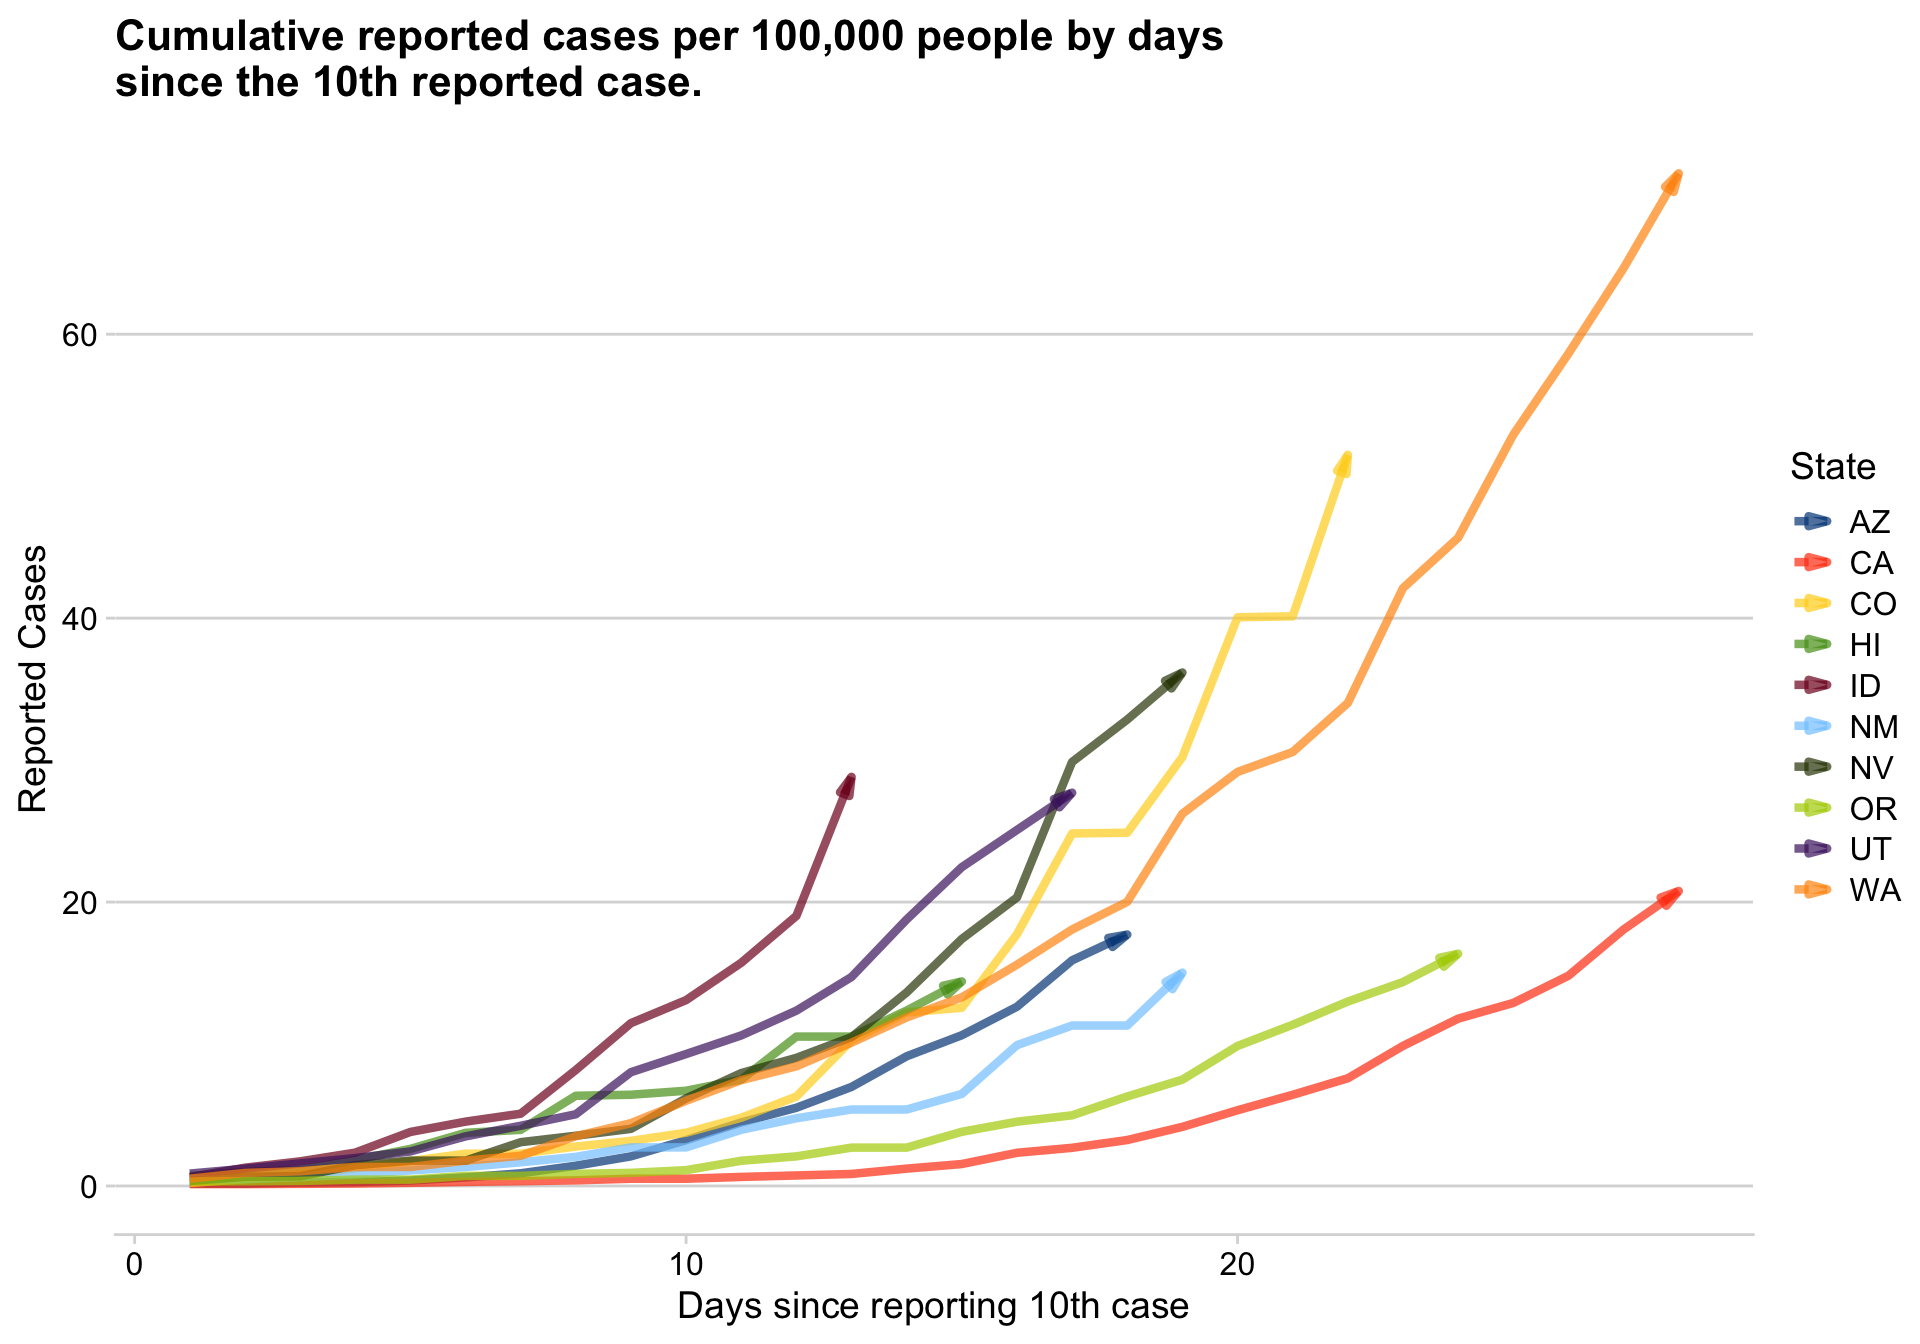 Cumulative reported cases per 100,000 people by days
since the 10th reported case.
60
40
20
0
Reported Cases
0 10 20
Days since reporting 10th case
State
AZ
CA
CO
HI
ID
NM
NV
OR
UT
WA